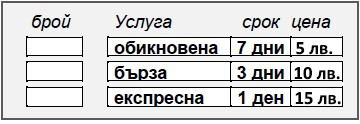 брой Услуга срок цена
обикновена 7 дни 5 лв.
бърза 3 дни 10 лв.
експресна 1 ден 15 лв.